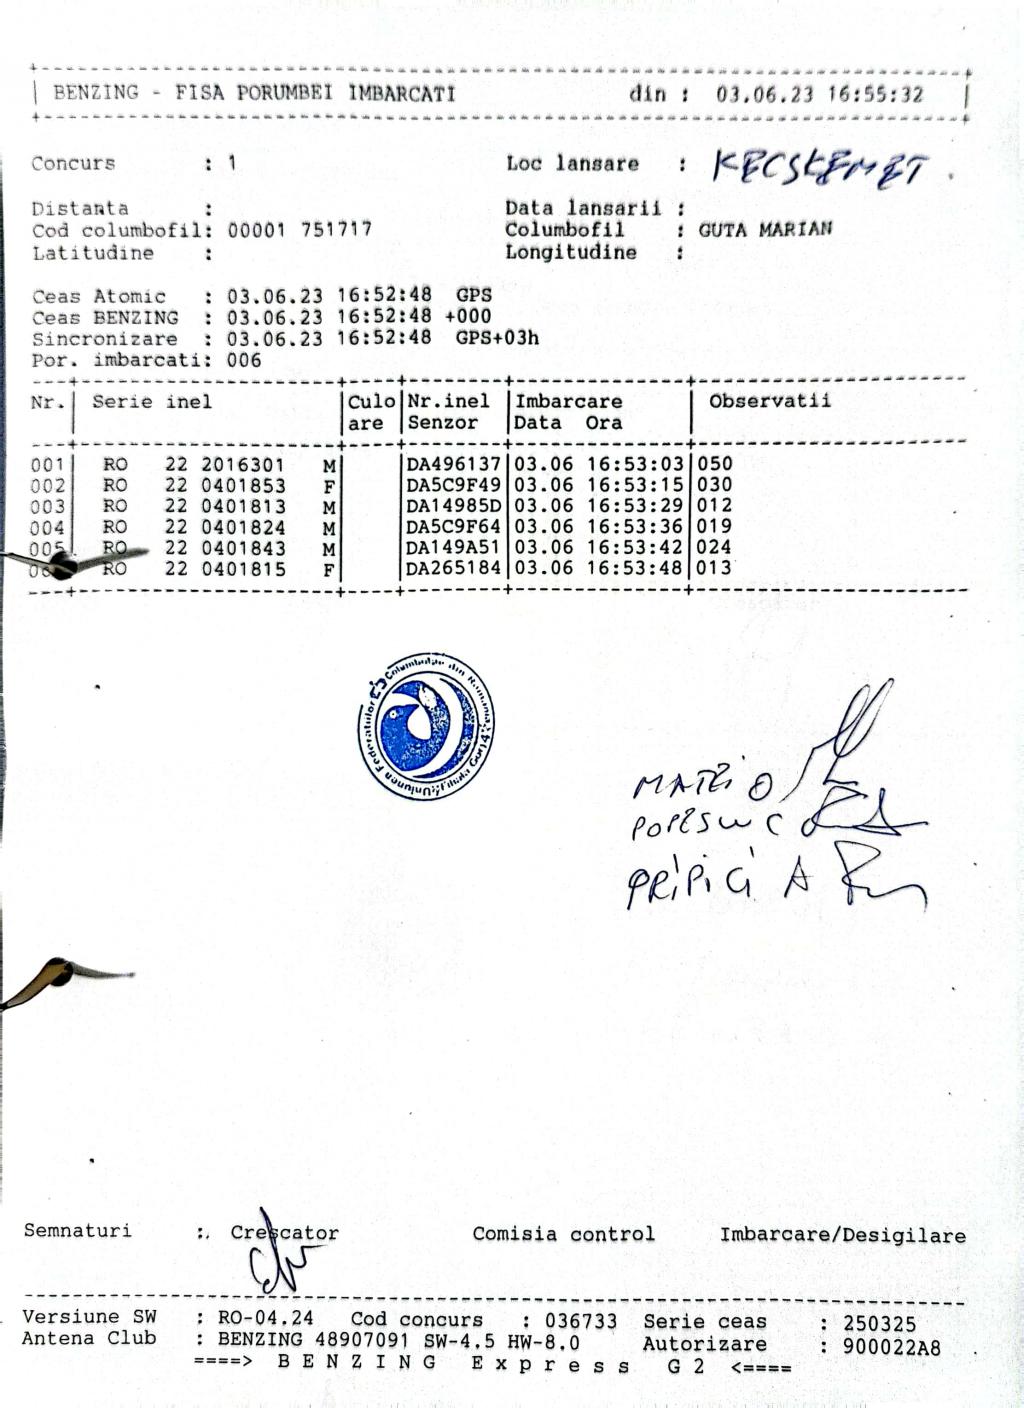 BENZING - FISA PORUMBEI IMBARCATI din : 03.06.23 16:55:32
Concurs : 1 Loc lansare : KECSKEMET
Distanta : Data lansarii :
Cod columbofil: 00001 751717 Columbofil : GUTA MARIAN
Latitudine : Longitudine :
Ceas Atomic : 03.06.23 16:52:48 GPS
Ceas BENZING : 03.06.23 16:52:48 +000
Sincronizare : 03.06.23 16:52:48 GPS+03h
Por. imbarcati: 006
Nr. Serie inel Culo Nr.inel Imbarcare Observatii
are Senzor Data Ora
001 RO 22 2016301 M DA496137 03.06 16:53:03 050
002 RO 22 0401853 F DA5C9F49 03.06 16:53:15 030
003 RO 22 0401813 M DA14985D 03.06 16:53:29 012
004 RO 22 0401824 M DA5C9F64 03.06 16:53:36 019
005 RO 22 0401843 M DA149A51 03.06 16:53:42 024
RO 22 0401815 F DA265184 03.06 16:53:48 013
Uniunea Federatiilor Columbofile din Romania
MATEI O
POPESCU C
PRIPICI A
Semnaturi : Crescator Comisia control Imbarcare/Desigilare
Versiune SW : RO-04.24 Cod concurs : 036733 Serie ceas : 250325
Antena Club : BENZING 48907091 SW-4.5 HW-8.0 Autorizare : 900022A8
====> B E N Z I N G E x p r e s s G 2 <====